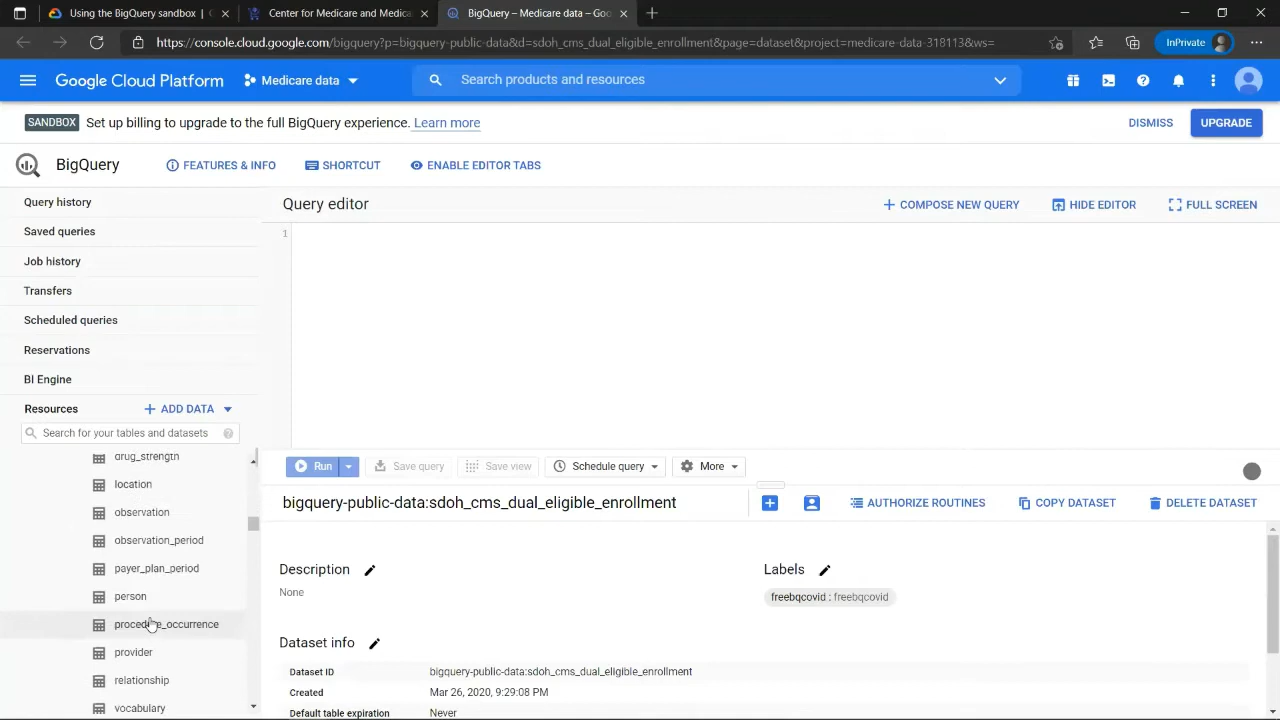 Using the BigQuery sandbox | G
Center for Medicare and Medica
BigQuery – Medicare data – Goo
https://console.cloud.google.com/bigquery?p=bigquery-public-data&d=sdoh_cms_dual_eligible_enrollment&page=dataset&project=medicare-data-318113&ws=
InPrivate
Google Cloud Platform
Medicare data
Search products and resources
SANDBOX Set up billing to upgrade to the full BigQuery experience. Learn more
DISMISS
UPGRADE
BigQuery
FEATURES & INFO
SHORTCUT
ENABLE EDITOR TABS
Query history
Saved queries
Job history
Transfers
Scheduled queries
Reservations
BI Engine
Resources
ADD DATA
Search for your tables and datasets
drug_strength
location
observation
observation_period
payer_plan_period
person
procedure_occurrence
provider
relationship
vocabulary
Query editor
COMPOSE NEW QUERY
HIDE EDITOR
FULL SCREEN
1
Run
Save query
Save view
Schedule query
More
bigquery-public-data:sdoh_cms_dual_eligible_enrollment
AUTHORIZE ROUTINES
COPY DATASET
DELETE DATASET
Description
None
Labels
freebqcovid : freebqcovid
Dataset info
Dataset ID bigquery-public-data:sdoh_cms_dual_eligible_enrollment
Created Mar 26, 2020, 9:29:08 PM
Default table expiration Never